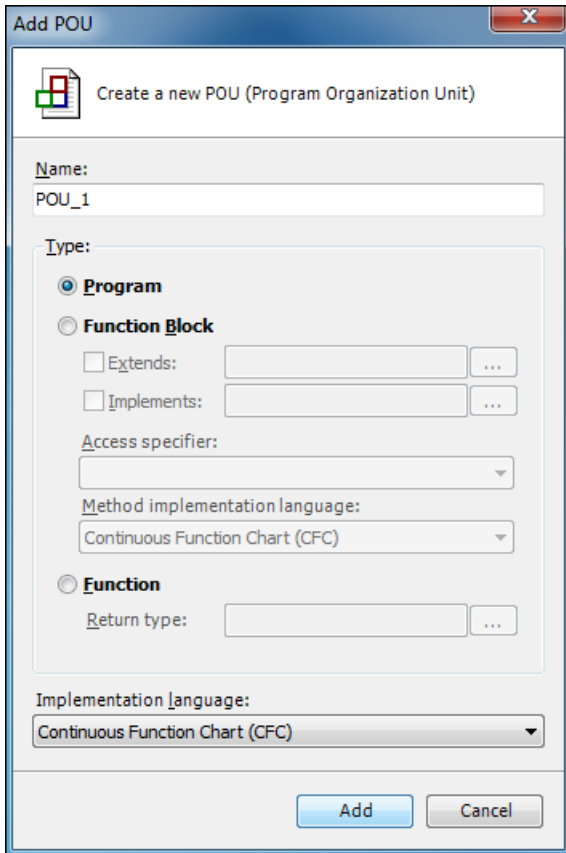 Add POU
Create a new POU (Program Organization Unit)
Name:
POU_1
Type:
Program
Function Block
Extends:
...
Implements:
...
Access specifier:
Method implementation language:
Continuous Function Chart (CFC)
Function
Return type:
...
Implementation language:
Continuous Function Chart (CFC)
Add Cancel